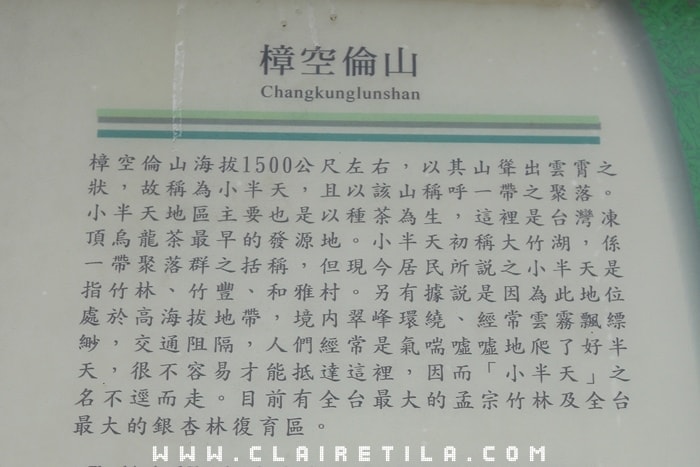 樟空倫山
Changkunglunshan
樟空倫山海拔1500公尺左右，以其山聳出雲霄之
狀，故稱為小半天，且以該山稱呼一帶之聚落。
小半天地區主要也是以種茶為生，這裡是台灣凍
頂烏龍茶最早的發源地。小半天初稱大竹湖，係
一帶聚落群之括稱，但現今居民所說之小半天是
指竹林、竹豐、和雅村。另有據說是因為此地位
處於高海拔地帶，境內翠峰環繞、經常雲霧飄縹
緲，交通阻隔，人們經常是氣喘噓噓地爬了好半
天，很不容易才能抵達這裡，因而「小半天」之
名不逕而走。目前有全台最大的孟宗竹林及全台
最大的銀杏林復育區。
WWW.CLAIRETILA.COM